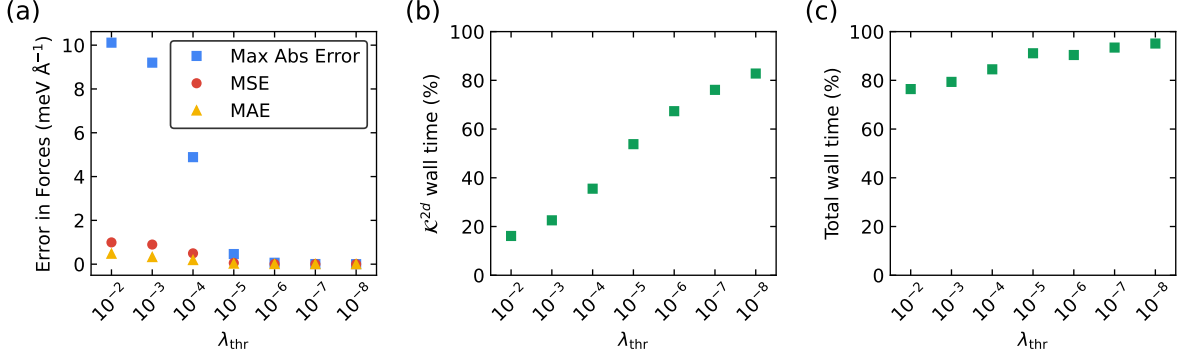 (a)
Error in Forces (meV Å⁻¹)
10
8
6
4
2
0
Max Abs Error
MSE
MAE
10⁻² 10⁻³ 10⁻⁴ 10⁻⁵ 10⁻⁶ 10⁻⁷ 10⁻⁸
λthr
(b)
𝒦²ᵈ wall time (%)
100
80
60
40
20
0
10⁻² 10⁻³ 10⁻⁴ 10⁻⁵ 10⁻⁶ 10⁻⁷ 10⁻⁸
λthr
(c)
Total wall time (%)
100
80
60
40
20
0
10⁻² 10⁻³ 10⁻⁴ 10⁻⁵ 10⁻⁶ 10⁻⁷ 10⁻⁸
λthr